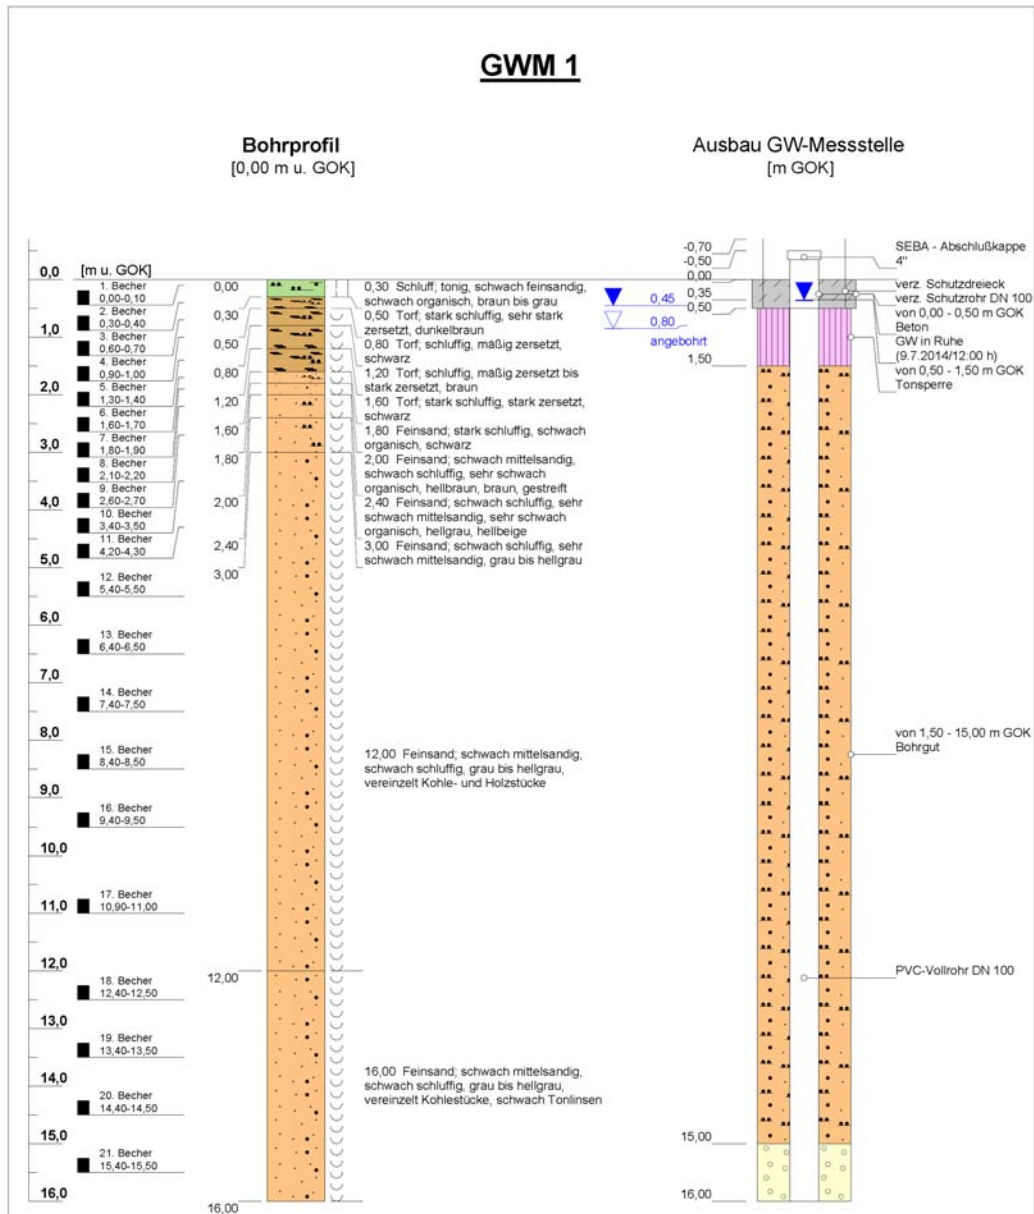 GWM 1
Bohrprofil
[0,00 m u. GOK]
Ausbau GW-Messstelle
[m GOK]
[m u. GOK]
0,0
1,0
2,0
3,0
4,0
5,0
6,0
7,0
8,0
9,0
10,0
11,0
12,0
13,0
14,0
15,0
16,0
1. Becher
0,00-0,10
2. Becher
0,30-0,40
3. Becher
0,60-0,70
4. Becher
0,90-1,00
5. Becher
1,30-1,40
6. Becher
1,60-1,70
7. Becher
1,80-1,90
8. Becher
2,10-2,20
9. Becher
2,60-2,70
10. Becher
3,40-3,50
11. Becher
4,20-4,30
12. Becher
5,40-5,50
13. Becher
6,40-6,50
14. Becher
7,40-7,50
15. Becher
8,40-8,50
16. Becher
9,40-9,50
17. Becher
10,90-11,00
18. Becher
12,40-12,50
19. Becher
13,40-13,50
20. Becher
14,40-14,50
21. Becher
15,40-15,50
0,00
0,30
0,50
0,80
1,20
1,60
1,80
2,00
2,40
3,00
12,00
16,00
0,30 Schluff; tonig, schwach feinsandig,
schwach organisch, braun bis grau
0,50 Torf; stark schluffig, sehr stark
zersetzt, dunkelbraun
0,80 Torf; schluffig, mäßig zersetzt,
schwarz
1,20 Torf; schluffig, mäßig zersetzt bis
stark zersetzt, braun
1,60 Torf; stark schluffig, stark zersetzt,
schwarz
1,80 Feinsand; stark schluffig, schwach
organisch, schwarz
2,00 Feinsand; schwach mittelsandig,
schwach schluffig, sehr schwach
organisch, hellbraun, braun, gestreift
2,40 Feinsand; schwach schluffig, sehr
schwach mittelsandig, sehr schwach
organisch, hellgrau, hellbeige
3,00 Feinsand; schwach schluffig, sehr
schwach mittelsandig, grau bis hellgrau
12,00 Feinsand; schwach mittelsandig,
schwach schluffig, grau bis hellgrau,
vereinzelt Kohle- und Holzstücke
16,00 Feinsand; schwach mittelsandig,
schwach schluffig, grau bis hellgrau,
vereinzelt Kohlestücke, schwach Tonlinsen
0,45
0,80
angebohrt
-0,70
-0,50
0,00
0,35
0,50
1,50
15,00
16,00
SEBA - Abschlußkappe
4"
verz. Schutzdreieck
verz. Schutzrohr DN 100
von 0,00 - 0,50 m GOK
Beton
GW in Ruhe
(9.7.2014/12:00 h)
von 0,50 - 1,50 m GOK
Tonsperre
von 1,50 - 15,00 m GOK
Bohrgut
PVC-Vollrohr DN 100